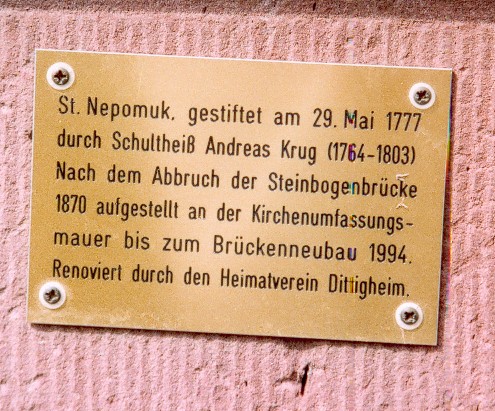 St. Nepomuk, gestiftet am 29. Mai 1777
durch Schultheiß Andreas Krug (1764-1803)
Nach dem Abbruch der Steinbogenbrücke
1870 aufgestellt an der Kirchenumfassungs-
mauer bis zum Brückenneubau 1994.
Renoviert durch den Heimatverein Dittigheim.